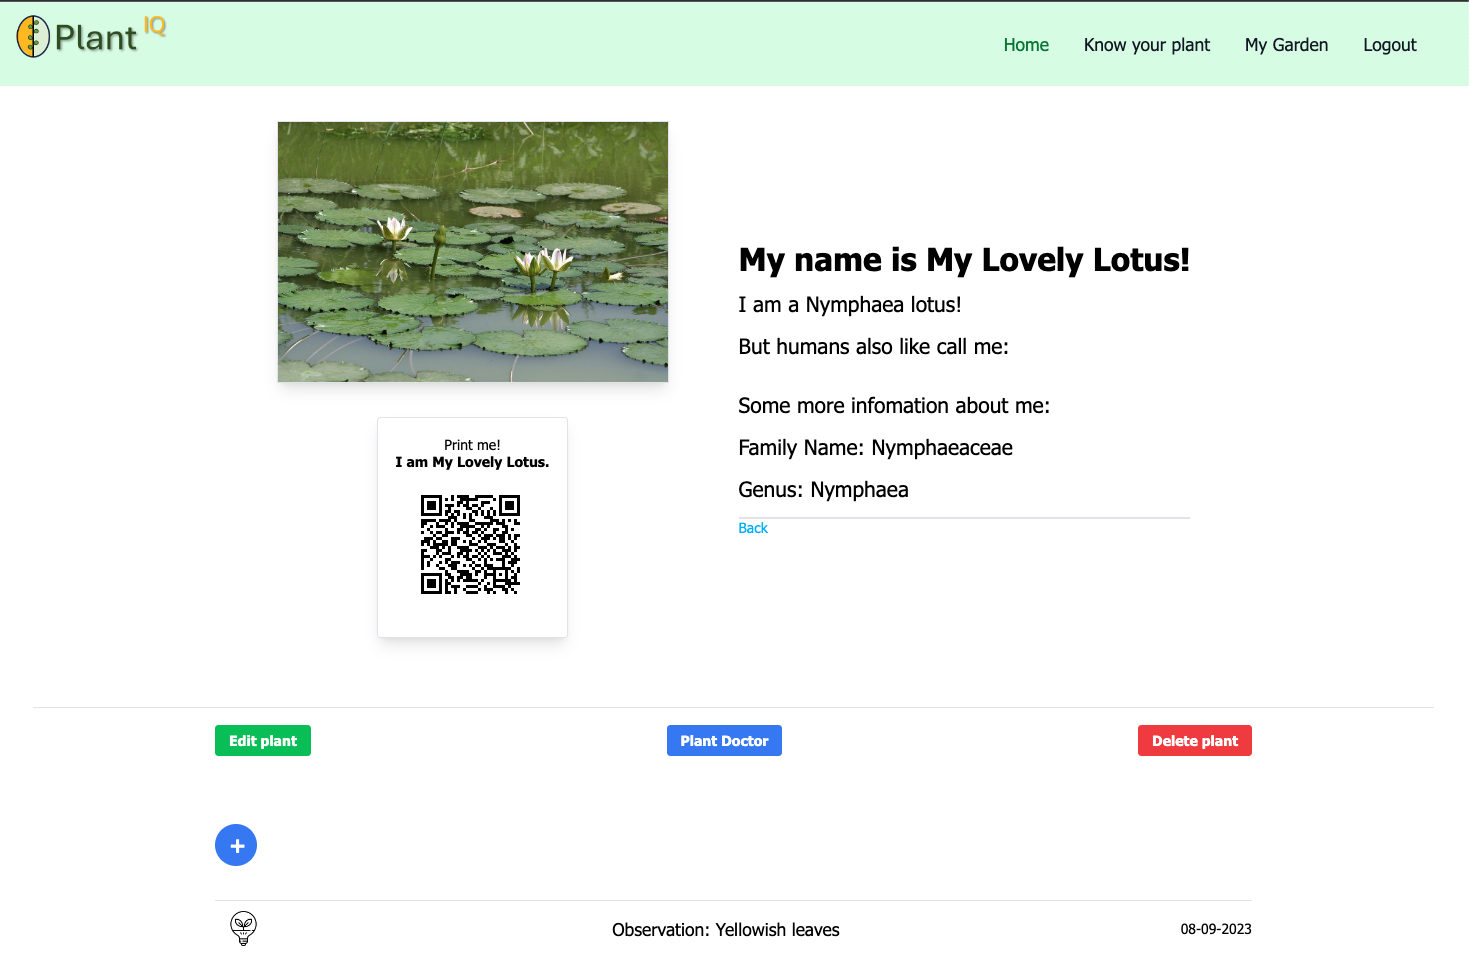 Plant IQ
Home Know your plant My Garden Logout
My name is My Lovely Lotus!
I am a Nymphaea lotus!
But humans also like call me:
Some more infomation about me:
Family Name: Nymphaeaceae
Genus: Nymphaea
Back
Print me!
I am My Lovely Lotus.
Edit plant Plant Doctor Delete plant
+
Observation: Yellowish leaves 08-09-2023